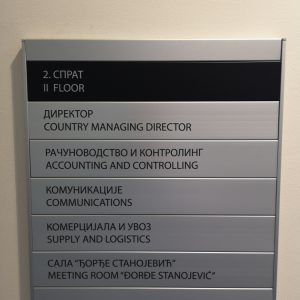 2. СПРАТ
II FLOOR
ДИРЕКТОР
COUNTRY MANAGING DIRECTOR
РАЧУНОВОДСТВО И КОНТРОЛИНГ
ACCOUNTING AND CONTROLLING
КОМУНИКАЦИЈЕ
COMMUNICATIONS
КОМЕРЦИЈАЛА И УВОЗ
SUPPLY AND LOGISTICS
САЛА “ЂОРЂЕ СТАНОЈЕВИЋ”
MEETING ROOM “ĐORĐE STANOJEVIĆ”